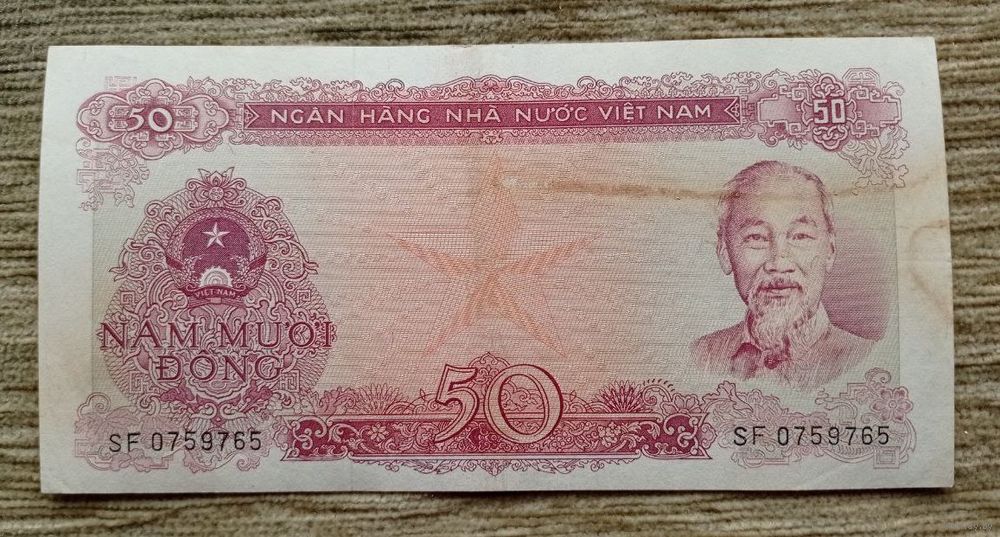 50
NGÂN HÀNG NHÀ NƯỚC VIỆT NAM
50
VIỆT-NAM
NĂM MƯƠI
ĐỒNG
50
SF 0759765
SF 0759765